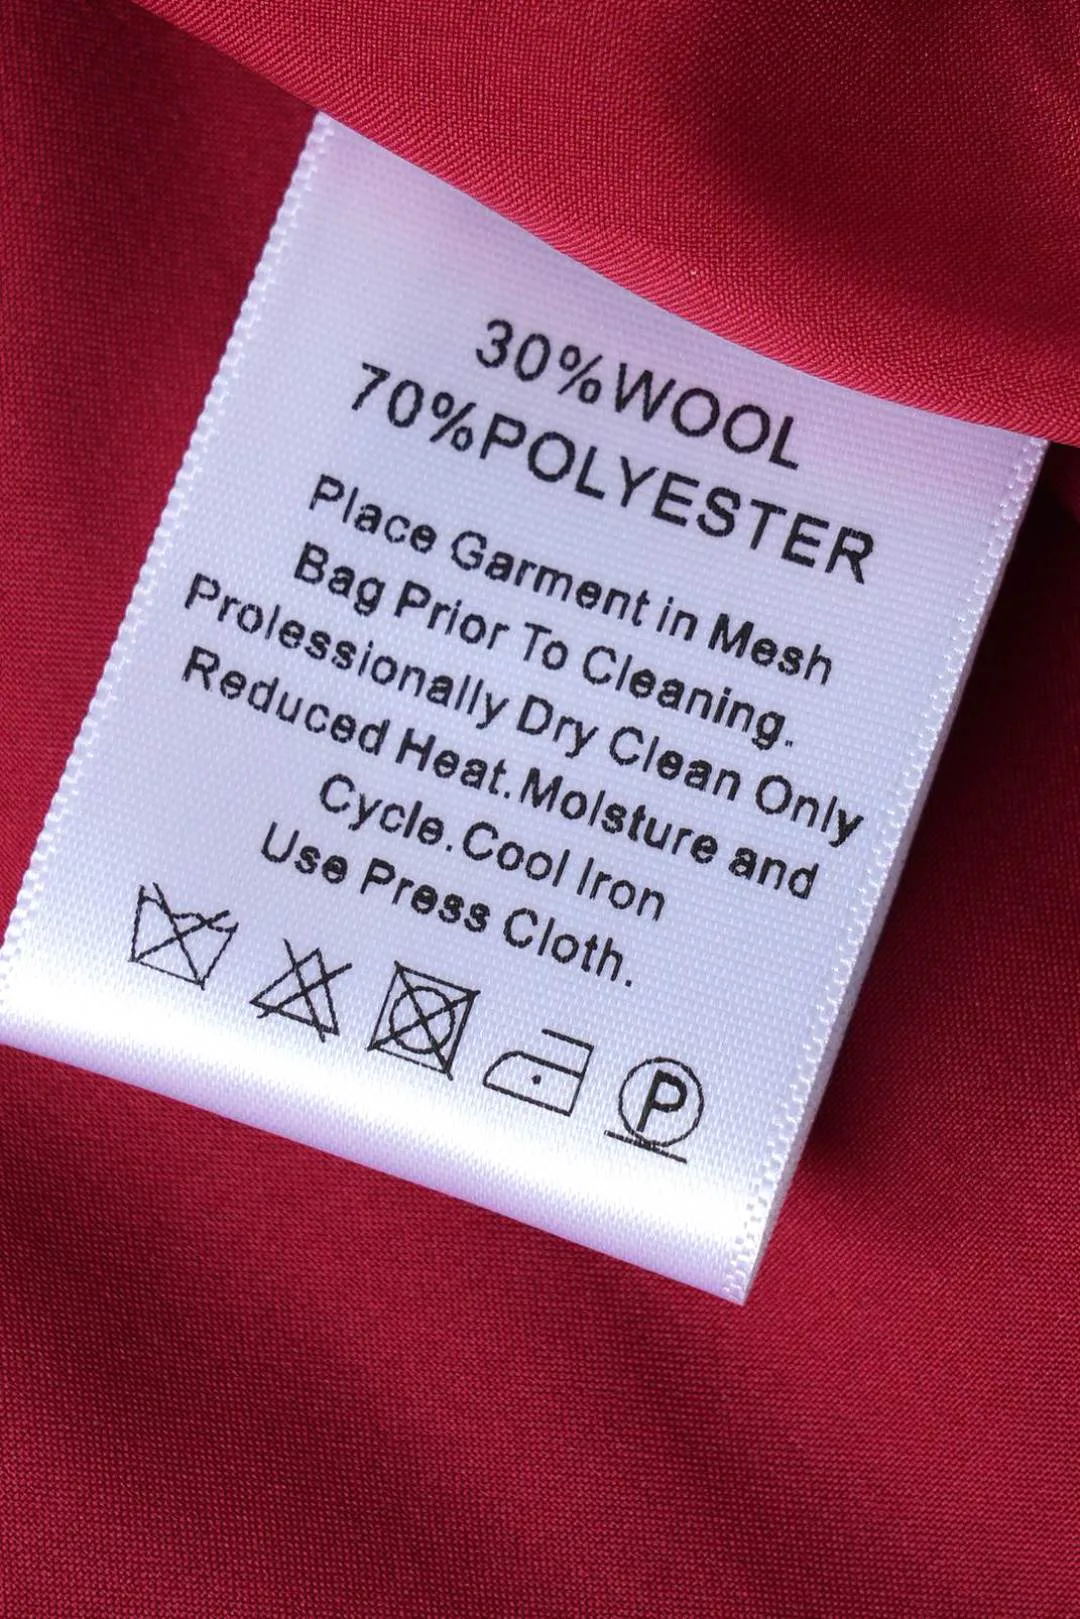 30%WOOL
70%POLYESTER
Place Garment in Mesh
Bag Prior To Cleaning.
Prolessionally Dry Clean Only
Reduced Heat.Molsture and
Cycle.Cool Iron
Use Press Cloth.
P